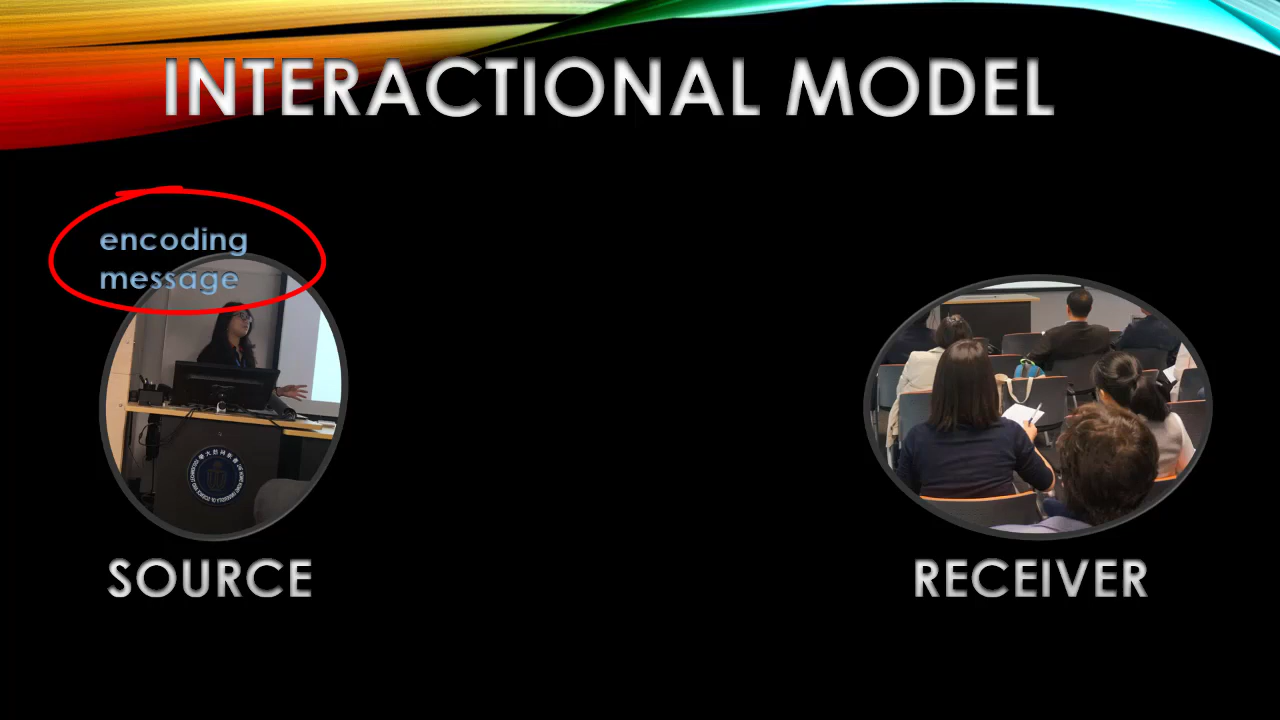 INTERACTIONAL MODEL
encoding
message
SOURCE
RECEIVER